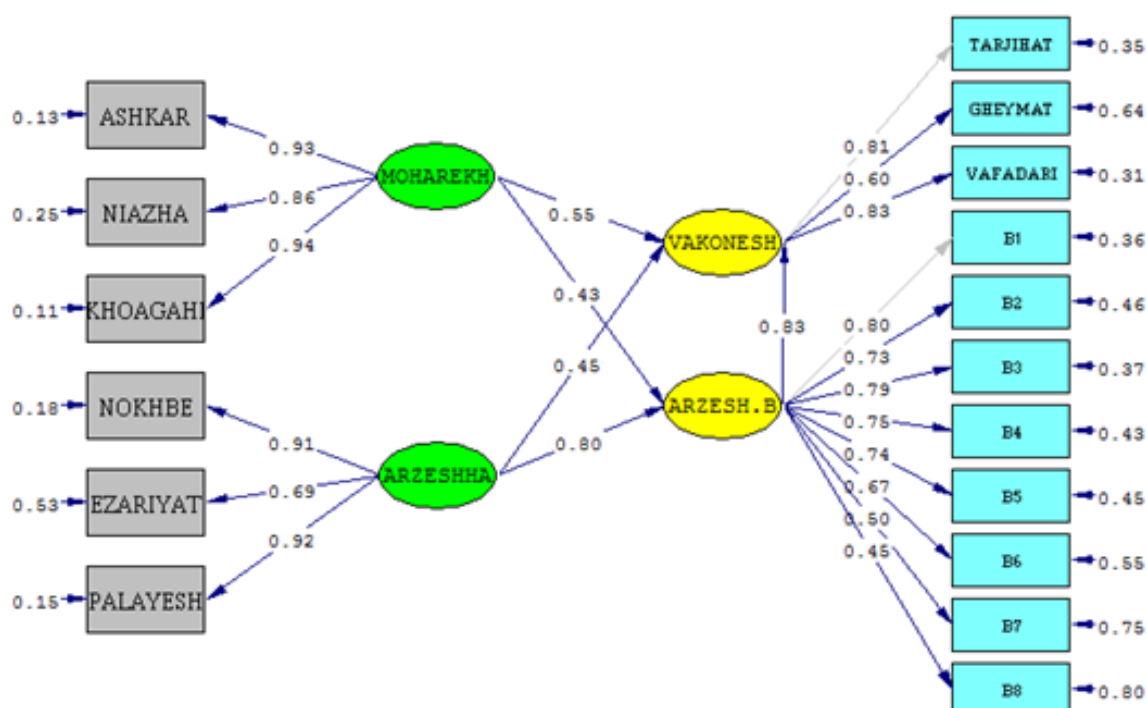 0.13 ASHKAR
0.25 NIAZHA
0.11 KHOAGAHI
0.18 NOKHBE
0.53 EZARIYAT
0.15 PALAYESH
0.93
0.86
0.94
0.91
0.69
0.92
MOHAREKH
ARZESHHA
0.55
0.43
0.45
0.80
VAKONESH
0.83
ARZESH.B
0.81
0.60
0.83
0.80
0.73
0.79
0.75
0.74
0.67
0.50
0.45
TARJIHAT 0.35
GHEYMAT 0.64
VAFADARI 0.31
B1 0.36
B2 0.46
B3 0.37
B4 0.43
B5 0.45
B6 0.55
B7 0.75
B8 0.80